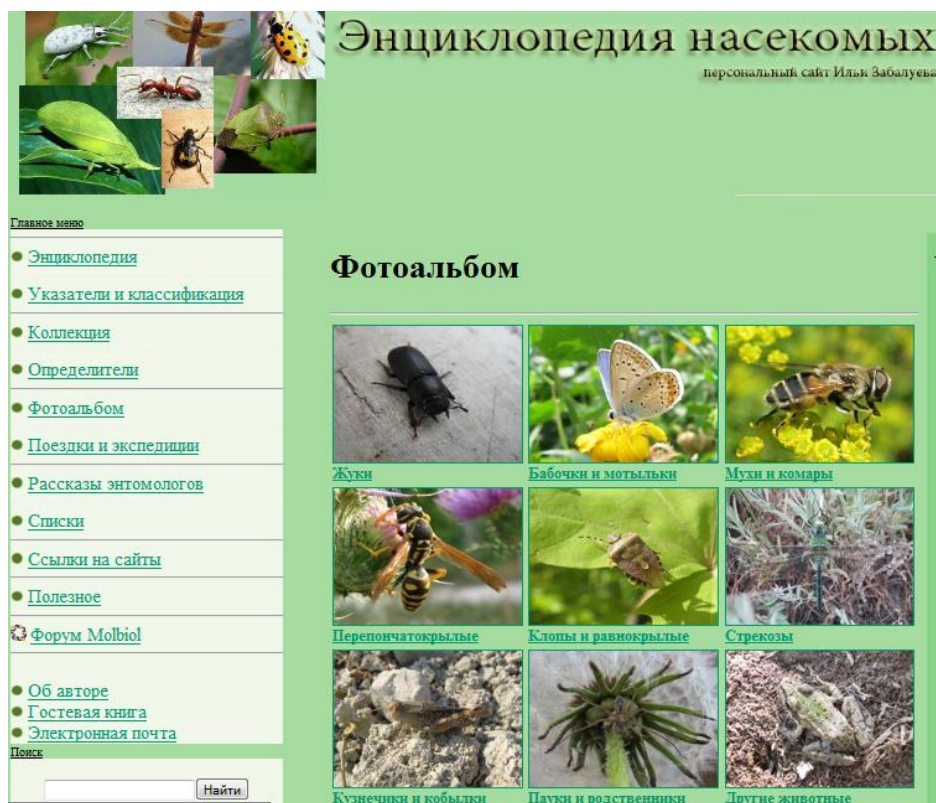 Энциклопедия насекомых
персональный сайт Ильи Забалуева
Главное меню
Энциклопедия
Указатели и классификация
Коллекция
Определители
Фотоальбом
Поездки и экспедиции
Рассказы энтомологов
Списки
Ссылки на сайты
Полезное
Форум Molbiol
Об авторе
Гостевая книга
Электронная почта
Поиск
Найти
Фотоальбом
Жуки
Бабочки и мотыльки
Мухи и комары
Перепончатокрылые
Клопы и равнокрылые
Стрекозы
Кузнечики и кобылки
Пауки и родственники
Другие животные